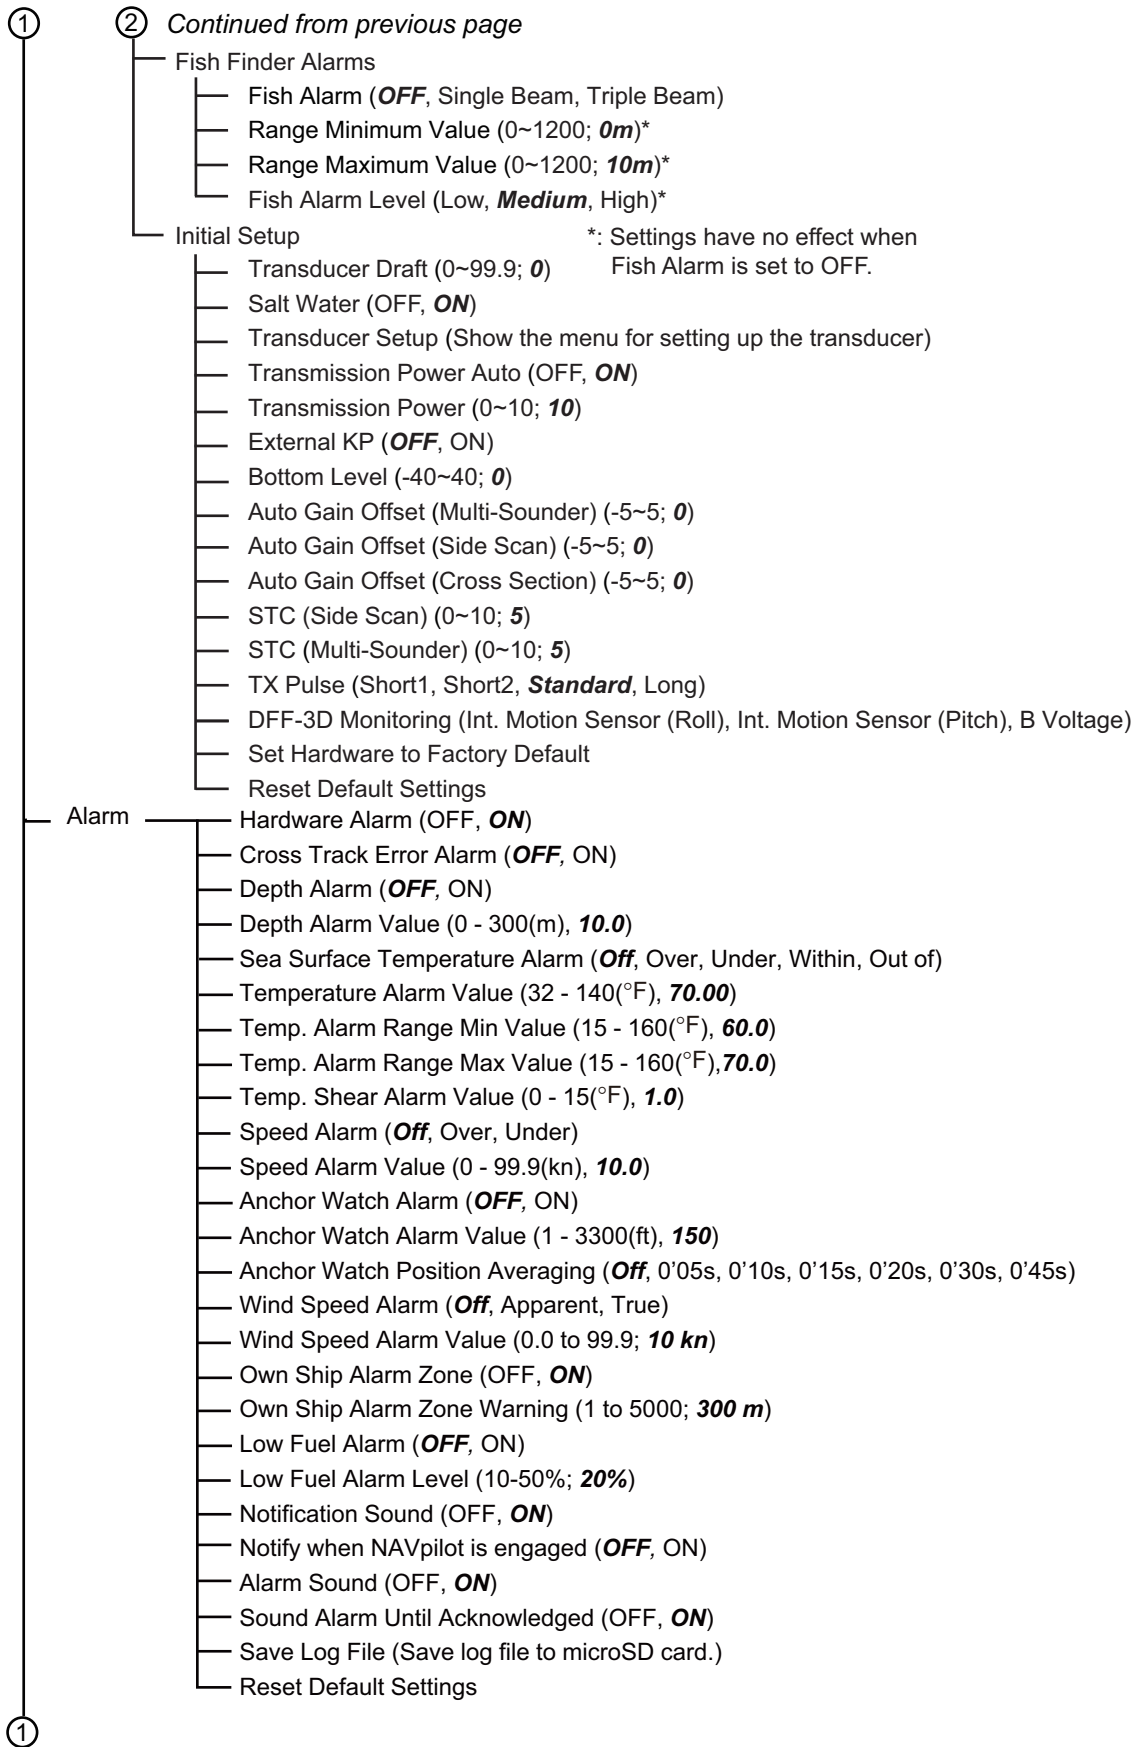 ① ② Continued from previous page
Fish Finder Alarms
Fish Alarm (OFF, Single Beam, Triple Beam)
Range Minimum Value (0~1200; 0m)*
Range Maximum Value (0~1200; 10m)*
Fish Alarm Level (Low, Medium, High)*
Initial Setup
*: Settings have no effect when
Fish Alarm is set to OFF.
Transducer Draft (0~99.9; 0)
Salt Water (OFF, ON)
Transducer Setup (Show the menu for setting up the transducer)
Transmission Power Auto (OFF, ON)
Transmission Power (0~10; 10)
External KP (OFF, ON)
Bottom Level (-40~40; 0)
Auto Gain Offset (Multi-Sounder) (-5~5; 0)
Auto Gain Offset (Side Scan) (-5~5; 0)
Auto Gain Offset (Cross Section) (-5~5; 0)
STC (Side Scan) (0~10; 5)
STC (Multi-Sounder) (0~10; 5)
TX Pulse (Short1, Short2, Standard, Long)
DFF-3D Monitoring (Int. Motion Sensor (Roll), Int. Motion Sensor (Pitch), B Voltage)
Set Hardware to Factory Default
Reset Default Settings
Alarm
Hardware Alarm (OFF, ON)
Cross Track Error Alarm (OFF, ON)
Depth Alarm (OFF, ON)
Depth Alarm Value (0 - 300(m), 10.0)
Sea Surface Temperature Alarm (Off, Over, Under, Within, Out of)
Temperature Alarm Value (32 - 140(°F), 70.00)
Temp. Alarm Range Min Value (15 - 160(°F), 60.0)
Temp. Alarm Range Max Value (15 - 160(°F),70.0)
Temp. Shear Alarm Value (0 - 15(°F), 1.0)
Speed Alarm (Off, Over, Under)
Speed Alarm Value (0 - 99.9(kn), 10.0)
Anchor Watch Alarm (OFF, ON)
Anchor Watch Alarm Value (1 - 3300(ft), 150)
Anchor Watch Position Averaging (Off, 0’05s, 0’10s, 0’15s, 0’20s, 0’30s, 0’45s)
Wind Speed Alarm (Off, Apparent, True)
Wind Speed Alarm Value (0.0 to 99.9; 10 kn)
Own Ship Alarm Zone (OFF, ON)
Own Ship Alarm Zone Warning (1 to 5000; 300 m)
Low Fuel Alarm (OFF, ON)
Low Fuel Alarm Level (10-50%; 20%)
Notification Sound (OFF, ON)
Notify when NAVpilot is engaged (OFF, ON)
Alarm Sound (OFF, ON)
Sound Alarm Until Acknowledged (OFF, ON)
Save Log File (Save log file to microSD card.)
Reset Default Settings
①